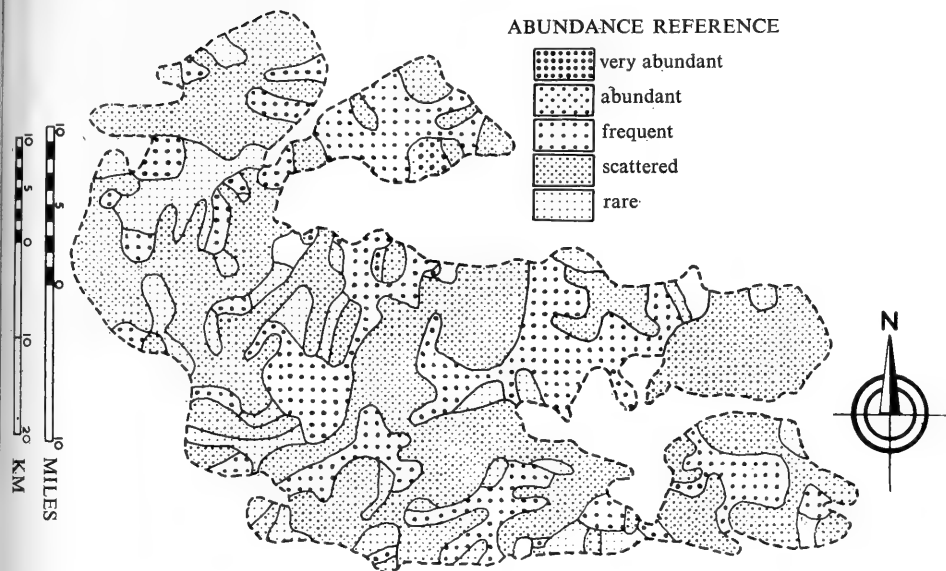 ABUNDANCE REFERENCE
very abundant
abundant
frequent
scattered
rare
N
10
5
0
10
20
KM
10
5
0
10
MILES